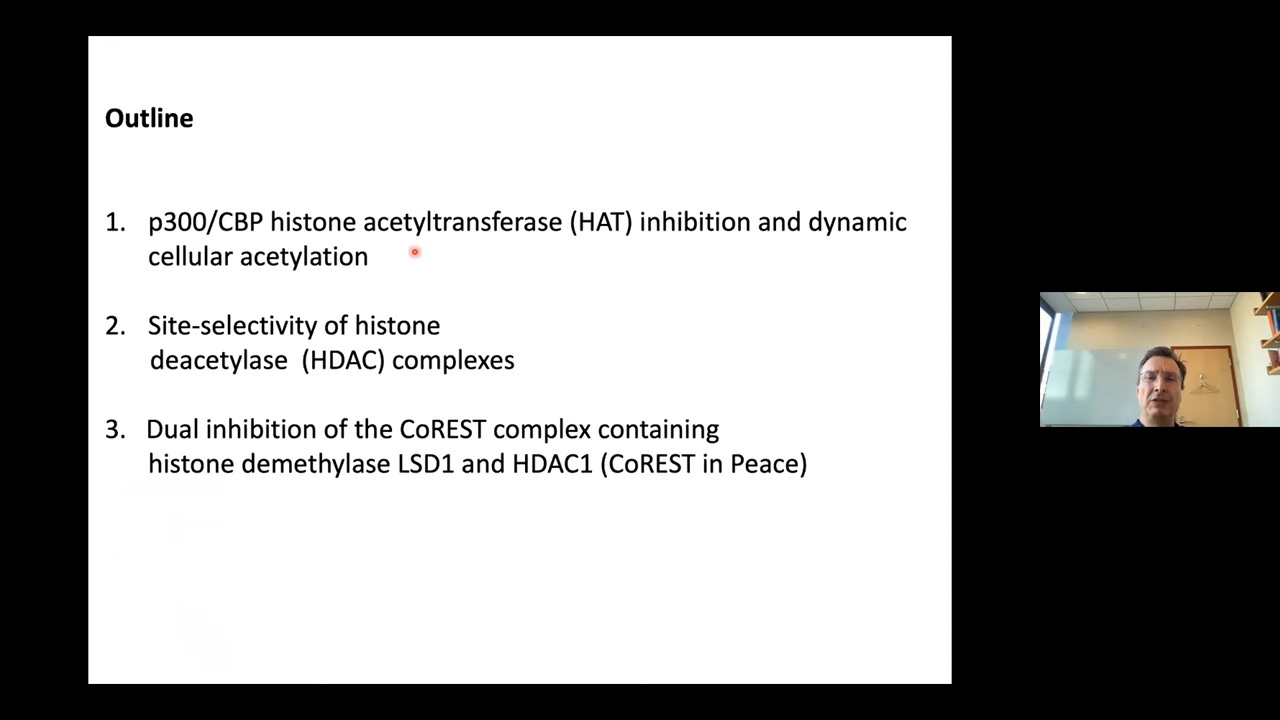 Outline
1. p300/CBP histone acetyltransferase (HAT) inhibition and dynamic
cellular acetylation
2. Site-selectivity of histone
deacetylase (HDAC) complexes
3. Dual inhibition of the CoREST complex containing
histone demethylase LSD1 and HDAC1 (CoREST in Peace)